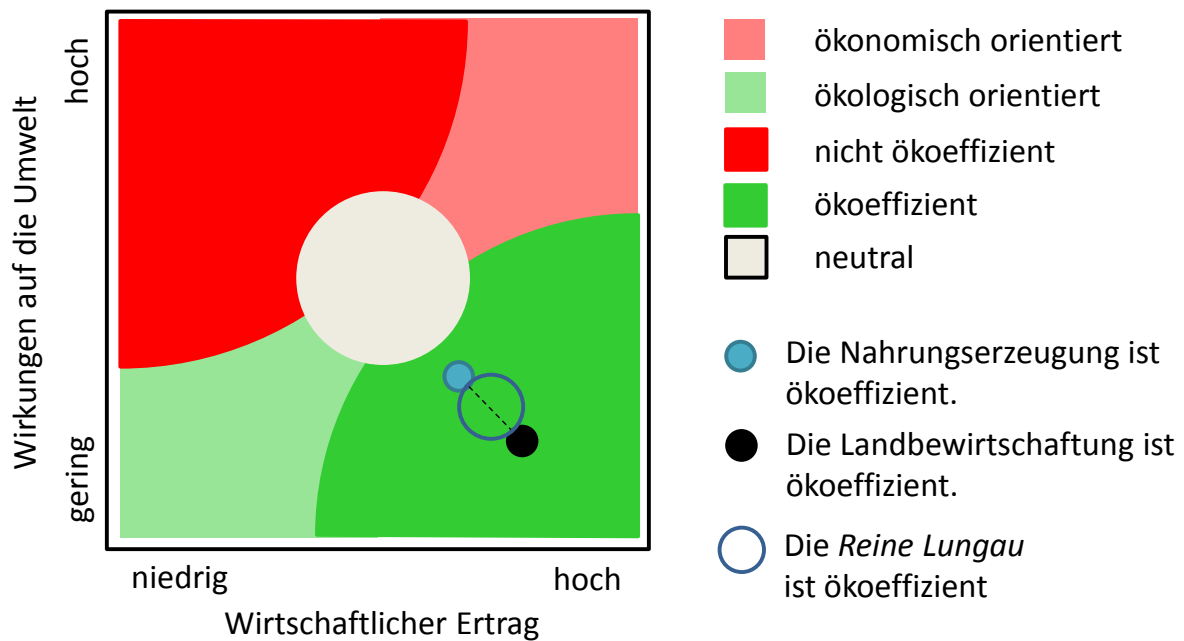 Wirkungen auf die Umwelt
hoch
gering
niedrig
hoch
Wirtschaftlicher Ertrag
ökonomisch orientiert
ökologisch orientiert
nicht ökoeffizient
ökoeffizient
neutral
Die Nahrungserzeugung ist
ökoeffizient.
Die Landbewirtschaftung ist
ökoeffizient.
Die Reine Lungau
ist ökoeffizient